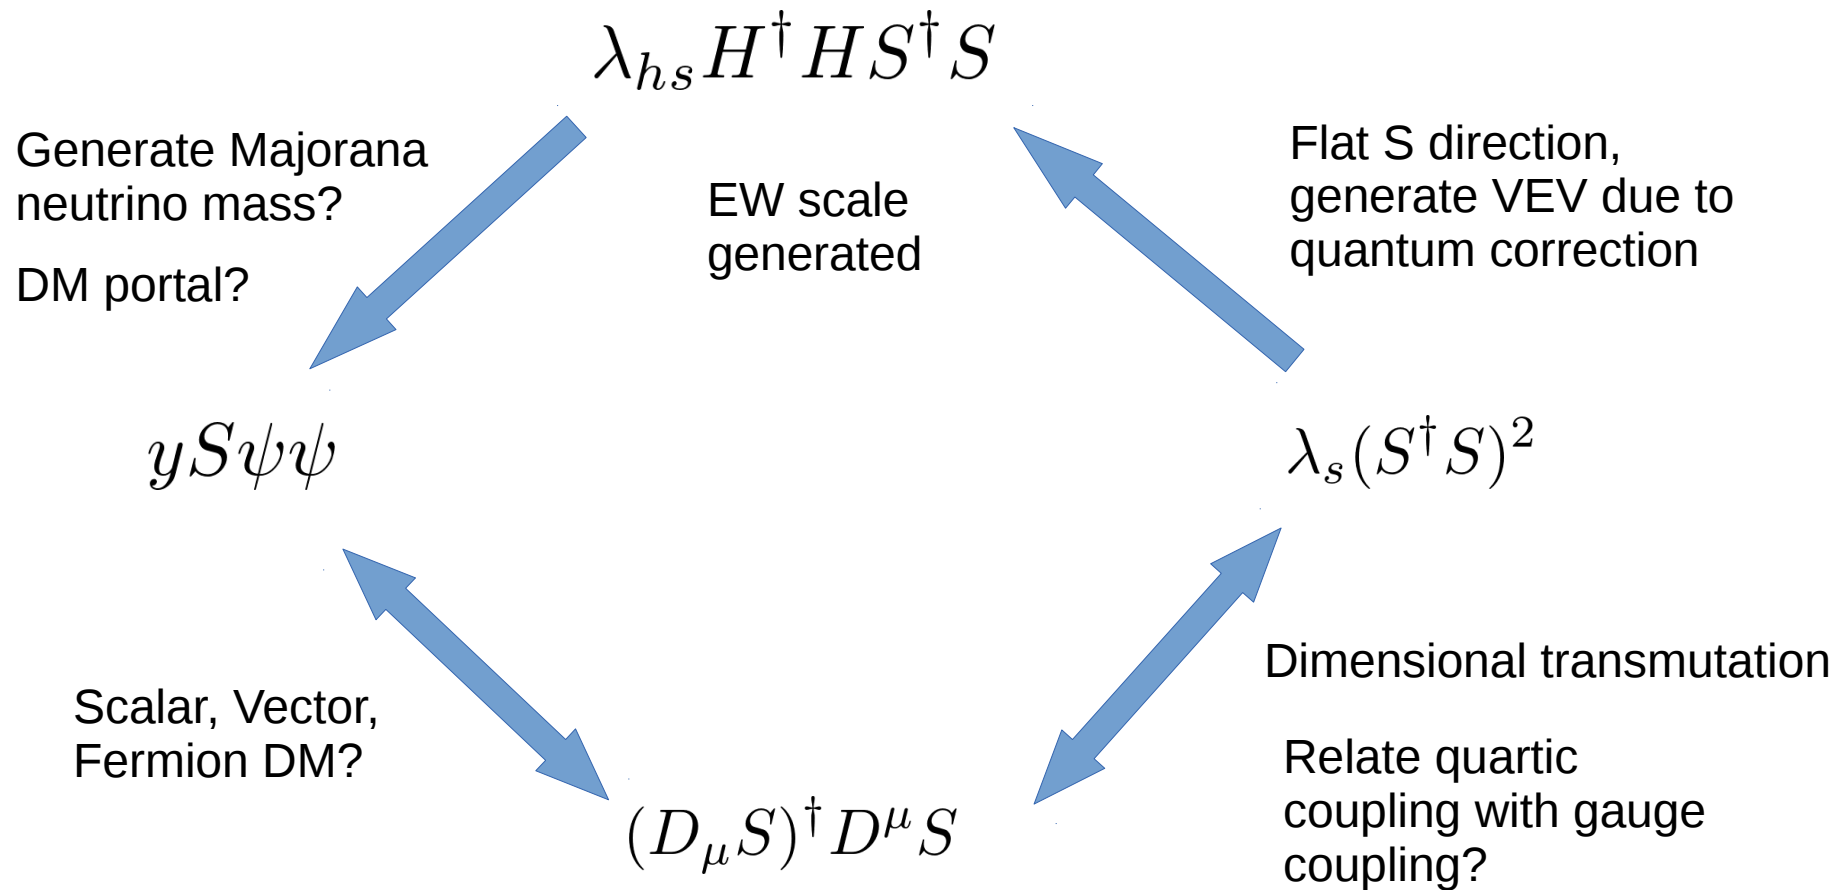 λ_{hs}H^†HS^†S
Generate Majorana
neutrino mass?
DM portal?
EW scale
generated
Flat S direction,
generate VEV due to
quantum correction
ySψψ
λ_s(S^†S)^2
Scalar, Vector,
Fermion DM?
(D_μS)^†D^μS
Dimensional transmutation
Relate quartic
coupling with gauge
coupling?